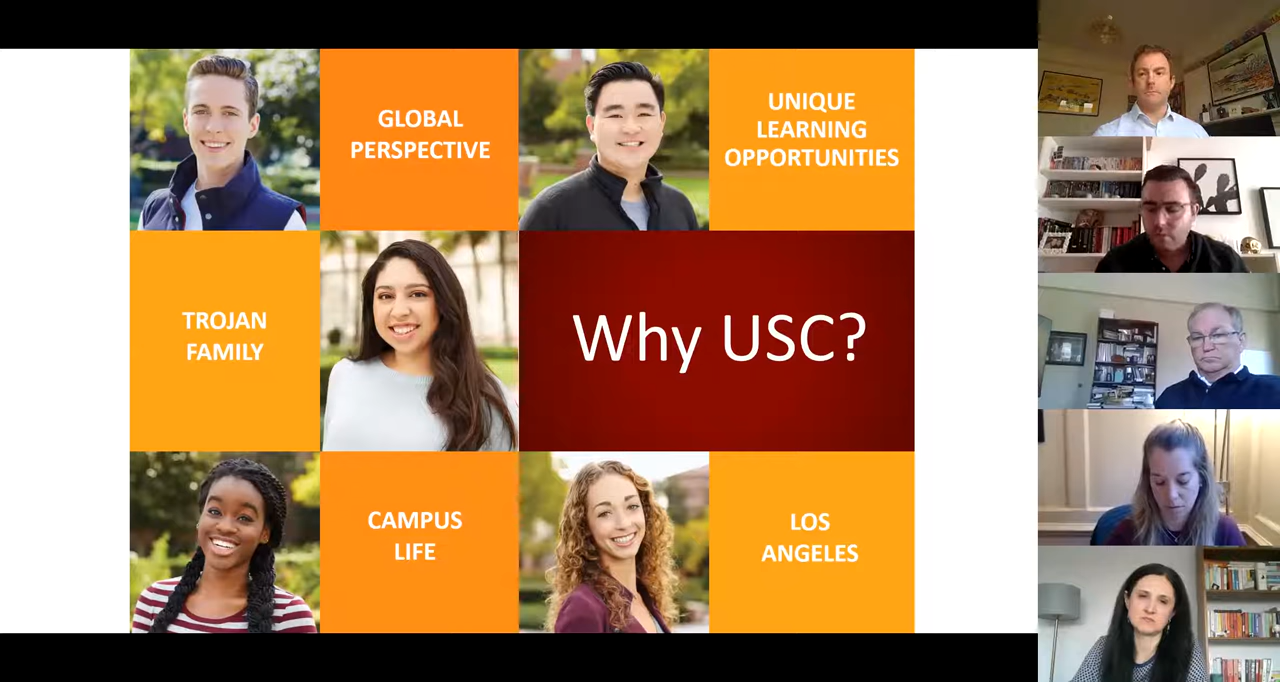 GLOBAL
PERSPECTIVE
UNIQUE
LEARNING
OPPORTUNITIES
TROJAN
FAMILY
Why USC?
CAMPUS
LIFE
LOS
ANGELES